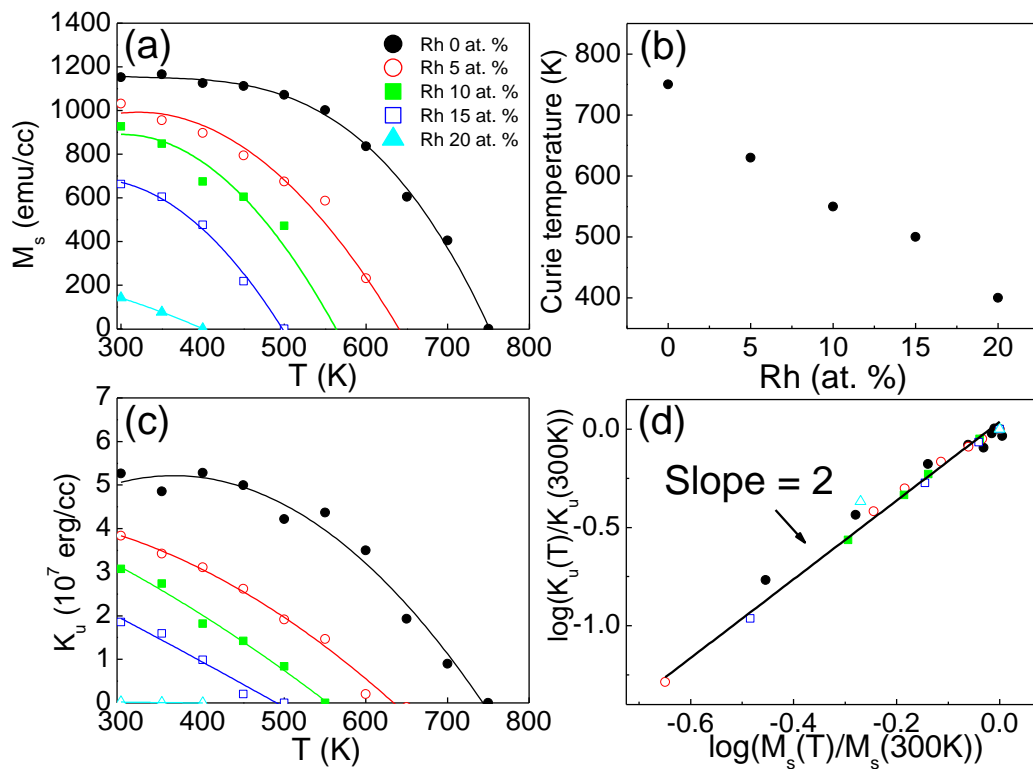 (a)
1400
1200
1000
800
600
400
200
0
M_s (emu/cc)
300 400 500 600 700 800
T (K)
Rh 0 at. %
Rh 5 at. %
Rh 10 at. %
Rh 15 at. %
Rh 20 at. %
(b)
800
700
600
500
400
Curie temperature (K)
0 5 10 15 20
Rh (at. %)
(c)
7
6
5
4
3
2
1
0
K_u (10^7 erg/cc)
300 400 500 600 700 800
T (K)
(d)
0.0
-0.5
-1.0
log(K_u(T)/K_u(300K))
Slope = 2
-0.6 -0.4 -0.2 0.0
log(M_s(T)/M_s(300K))